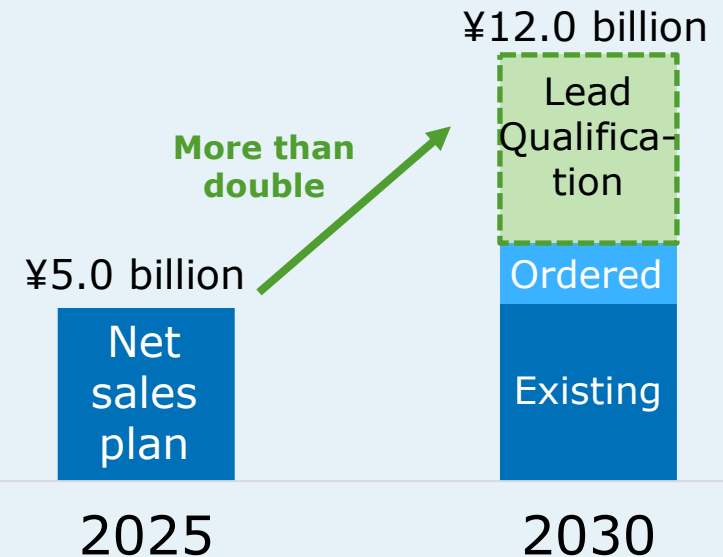 ¥12.0 billion
Lead
Qualifica-
tion
More than
double
¥5.0 billion
Ordered
Net
sales
plan
Existing
2025
2030